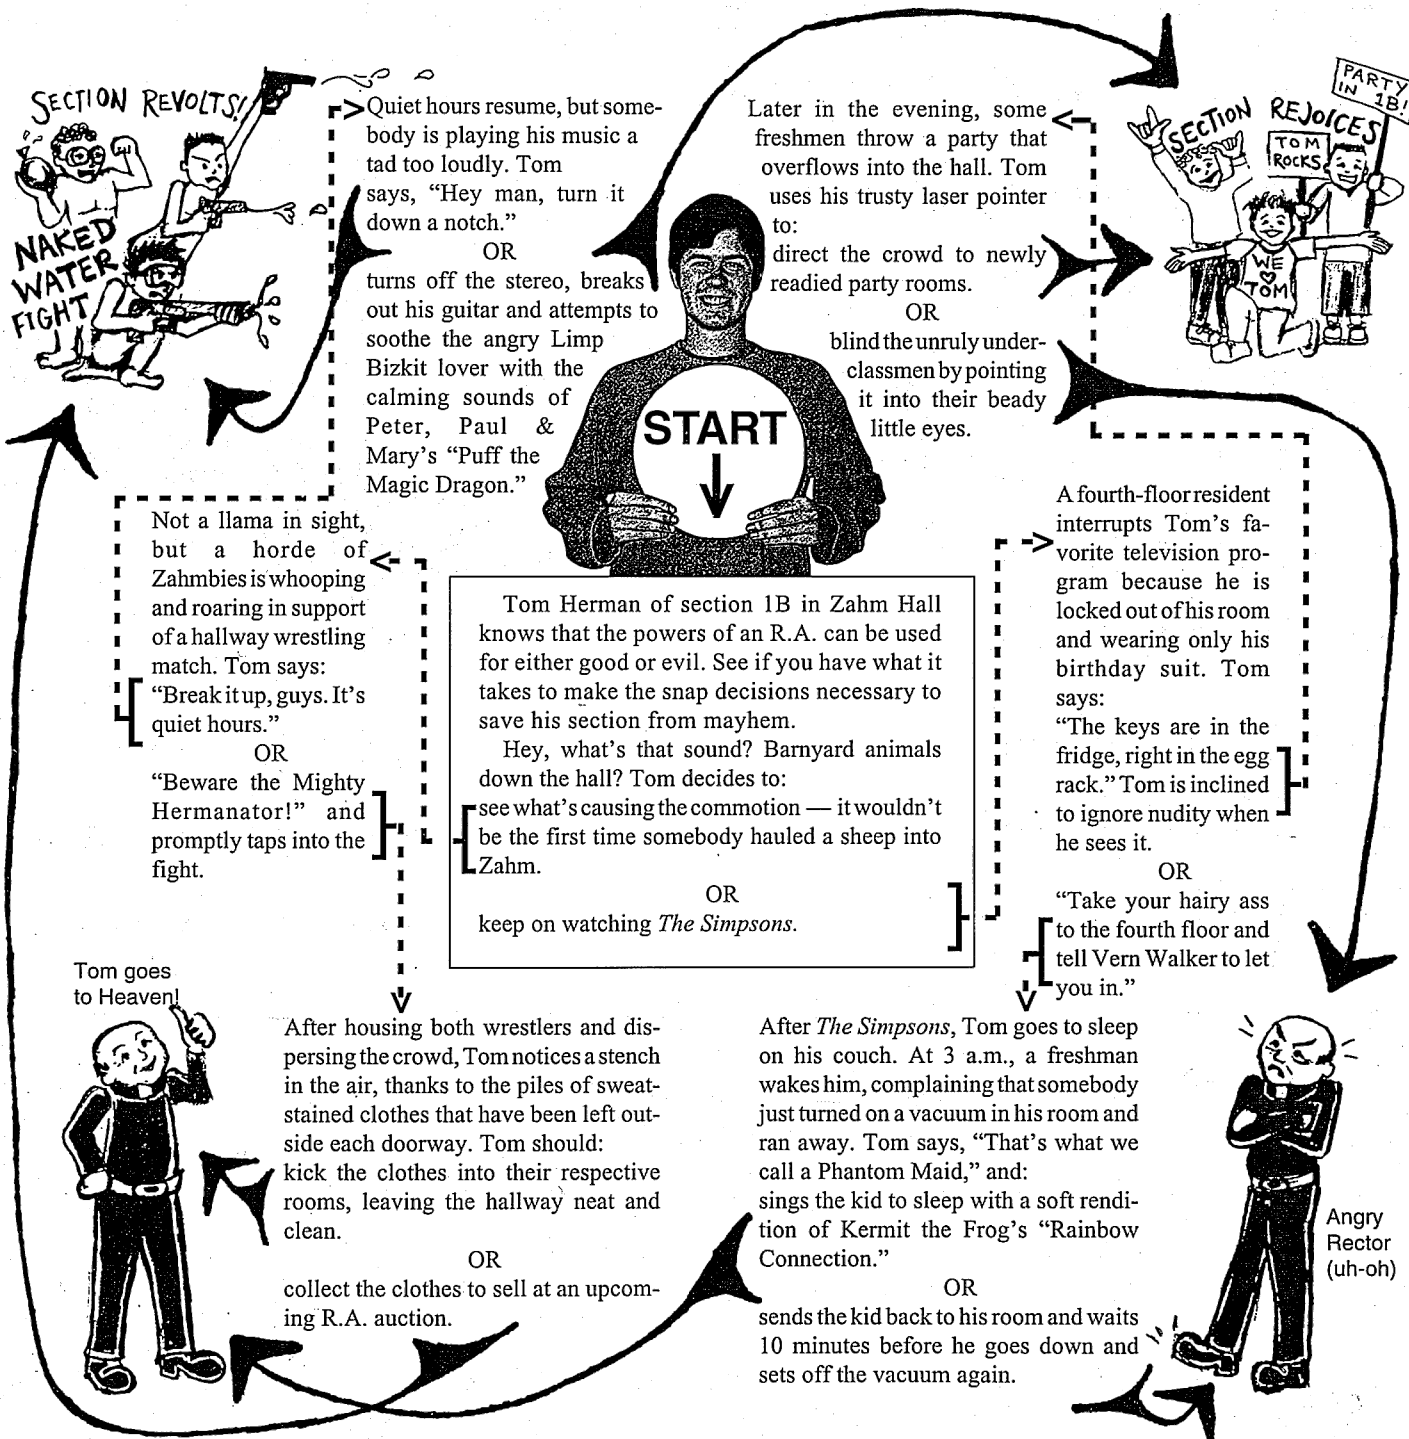 SECTION REVOLTS!
NAKED
WATER
FIGHT
Quiet hours resume, but some-
body is playing his music a
tad too loudly. Tom
says, “Hey man, turn it
down a notch.”
OR
turns off the stereo, breaks
out his guitar and attempts to
soothe the angry Limp
Bizkit lover with the
calming sounds of
Peter, Paul &
Mary’s “Puff the
Magic Dragon.”
Later in the evening, some
freshmen throw a party that
overflows into the hall. Tom
uses his trusty laser pointer
to:
direct the crowd to newly
readied party rooms.
OR
blind the unruly under-
classmen by pointing
it into their beady
little eyes.
PARTY
IN 1B!
SECTION REJOICES
TOM
ROCKS
WE
♡
TOM
START
Not a llama in sight,
but a horde of
Zahmbies is whooping
and roaring in support
of a hallway wrestling
match. Tom says:
“Break it up, guys. It’s
quiet hours.”
OR
“Beware the Mighty
Hermanator!” and
promptly taps into the
fight.
Tom Herman of section 1B in Zahm Hall
knows that the powers of an R.A. can be used
for either good or evil. See if you have what it
takes to make the snap decisions necessary to
save his section from mayhem.
Hey, what’s that sound? Barnyard animals
down the hall? Tom decides to:
see what’s causing the commotion — it wouldn’t
be the first time somebody hauled a sheep into
Zahm.
OR
keep on watching The Simpsons.
A fourth-floor resident
interrupts Tom’s fa-
vorite television pro-
gram because he is
locked out of his room
and wearing only his
birthday suit. Tom
says:
“The keys are in the
fridge, right in the egg
rack.” Tom is inclined
to ignore nudity when
he sees it.
OR
“Take your hairy ass
to the fourth floor and
tell Vern Walker to let
you in.”
Tom goes
to Heaven!
After housing both wrestlers and dis-
persing the crowd, Tom notices a stench
in the air, thanks to the piles of sweat-
stained clothes that have been left out-
side each doorway. Tom should:
kick the clothes into their respective
rooms, leaving the hallway neat and
clean.
OR
collect the clothes to sell at an upcom-
ing R.A. auction.
After The Simpsons, Tom goes to sleep
on his couch. At 3 a.m., a freshman
wakes him, complaining that somebody
just turned on a vacuum in his room and
ran away. Tom says, “That’s what we
call a Phantom Maid,” and:
sings the kid to sleep with a soft rendi-
tion of Kermit the Frog’s “Rainbow
Connection.”
OR
sends the kid back to his room and waits
10 minutes before he goes down and
sets off the vacuum again.
Angry
Rector
(uh-oh)